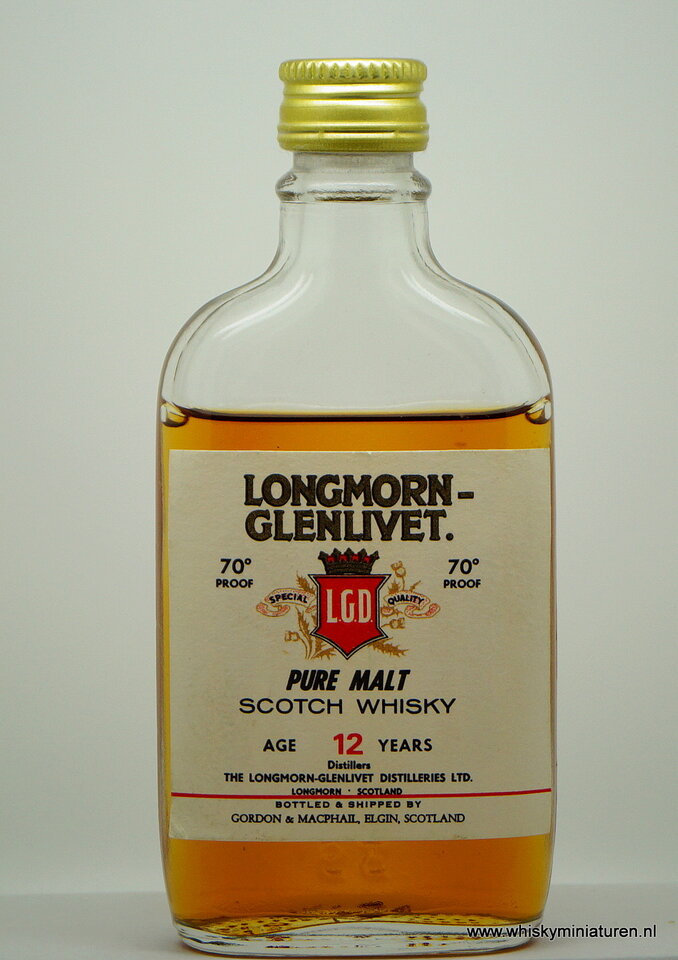 LONGMORN-
GLENLIVET.
70° PROOF
70° PROOF
SPECIAL QUALITY
L.G.D.
PURE MALT
SCOTCH WHISKY
AGE 12 YEARS
Distillers
THE LONGMORN-GLENLIVET DISTILLERIES LTD.
LONGMORN · SCOTLAND
BOTTLED & SHIPPED BY
GORDON & MACPHAIL, ELGIN, SCOTLAND
www.whiskyminiaturen.nl